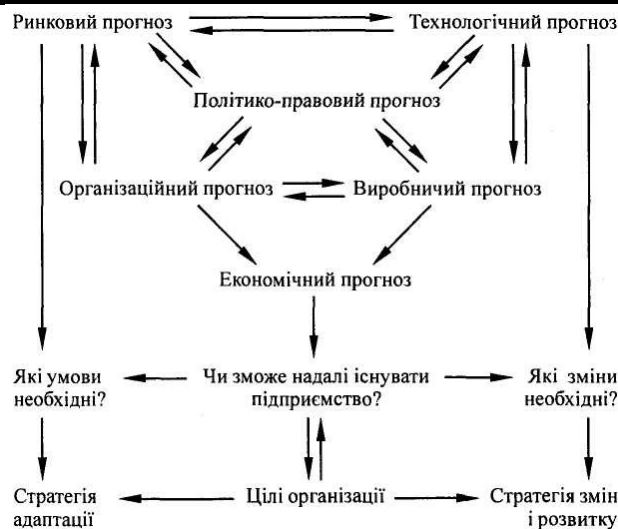 Ринковий прогноз
Технологічний прогноз
Політико-правовий прогноз
Організаційний прогноз
Виробничий прогноз
Економічний прогноз
Які умови
необхідні?
Чи зможе надалі існувати
підприємство?
Які зміни
необхідні?
Стратегія
адаптації
Цілі організації
Стратегія змін
і розвитку